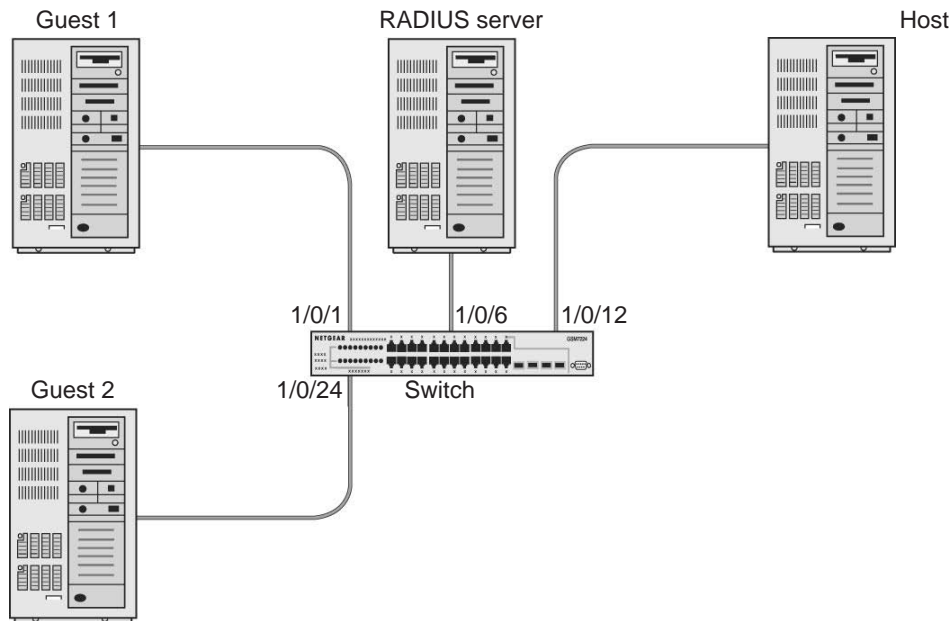 Guest 1
RADIUS server
Host
1/0/1
1/0/6
1/0/12
NETGEAR
GSM7224
1/0/24
Switch
Guest 2